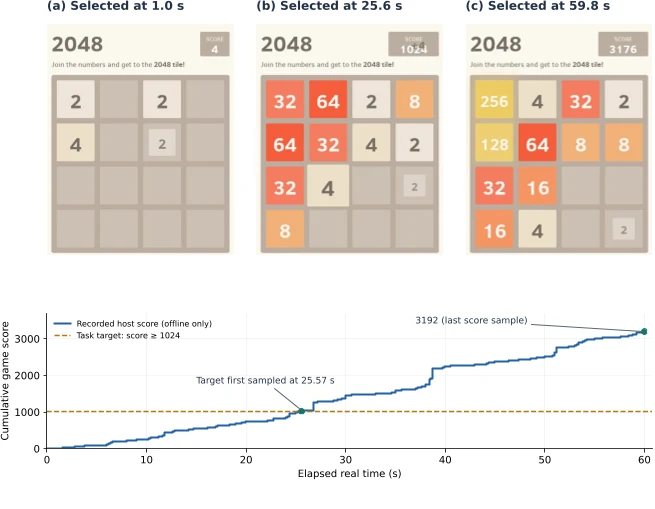 (a) Selected at 1.0 s
(b) Selected at 25.6 s
(c) Selected at 59.8 s
2048
SCORE
4
Join the numbers and get to the 2048 tile!
2 2
4 2
2048
SCORE
1024
Join the numbers and get to the 2048 tile!
32 64 2 8
64 32 4 2
32 4 2
8
2048
SCORE
3176
Join the numbers and get to the 2048 tile!
256 4 32 2
128 64 8 8
32 16
16 4 2
Cumulative game score
3000
2000
1000
0
Recorded host score (offline only)
Task target: score ≥ 1024
Target first sampled at 25.57 s
3192 (last score sample)
0 10 20 30 40 50 60
Elapsed real time (s)